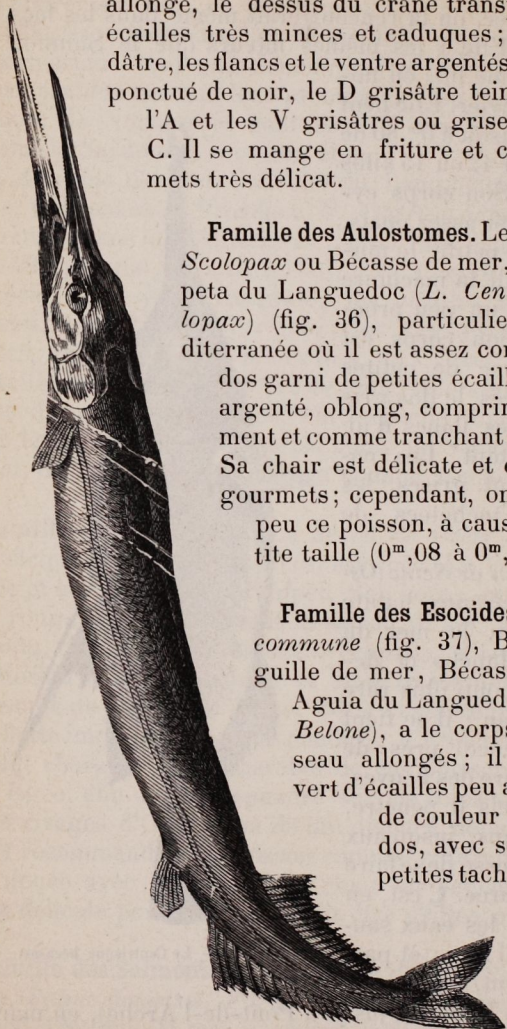 allongé, le dessus du crâne trans
écailles très minces et caduques ;
dâtre, les flancs et le ventre argentés
ponctué de noir, le D grisâtre tein
l'A et les V grisâtres ou grise
C. Il se mange en friture et c
mets très délicat.
Famille des Aulostomes. Le
Scolopax ou Bécasse de mer,
peta du Languedoc (L. Cen
lopax) (fig. 36), particulie
diterranée où il est assez co
dos garni de petites écaill
argenté, oblong, comprim
ment et comme tranchant
Sa chair est délicate et
gourmets ; cependant, on
peu ce poisson, à caus
tite taille (0m,08 à 0m,
Famille des Esocides
commune (fig. 37), B
guille de mer, Bécas
Aguia du Langued
Belone), a le corps
seau allongés ; il
vert d'écailles peu a
de couleur
dos, avec s
petites tach